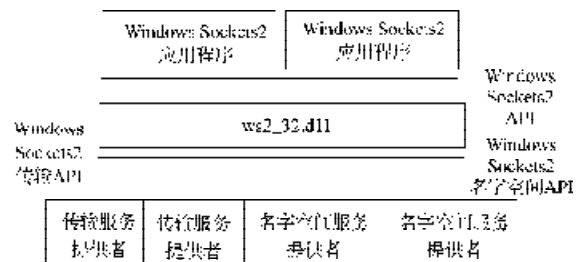 Windows Sockets2
应用程序
Windows Sockets2
应用程序
Windows
Sockets2
API
ws2_32.dll
Windows
Sockets2
传输API
Windows
Sockets2
名字空间API
传输服务
提供者
传输服务
提供者
名字空间服务
提供者
名字空间服务
提供者